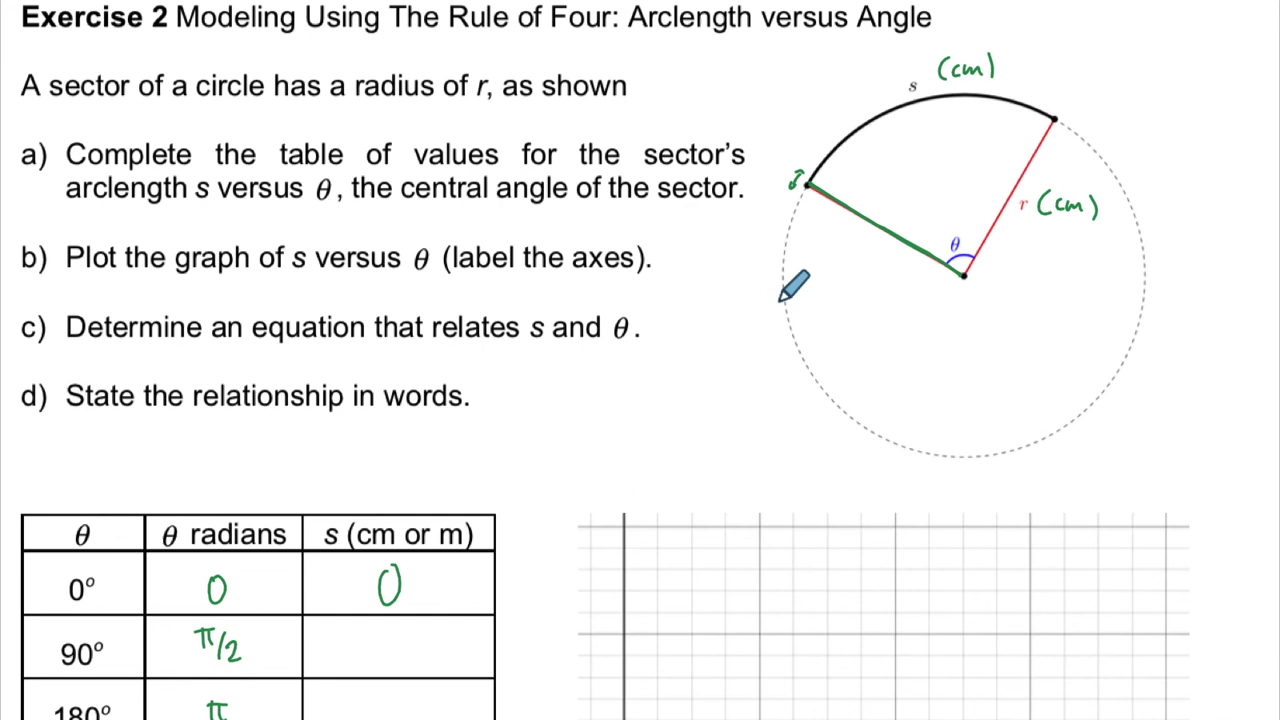 Exercise 2 Modeling Using The Rule of Four: Arclength versus Angle
A sector of a circle has a radius of r, as shown
a) Complete the table of values for the sector's
arclength s versus θ, the central angle of the sector.
b) Plot the graph of s versus θ (label the axes).
c) Determine an equation that relates s and θ.
d) State the relationship in words.
s (cm)
r (cm)
θ
θ θ radians s (cm or m)
0° 0 0
90° π/2
180° π